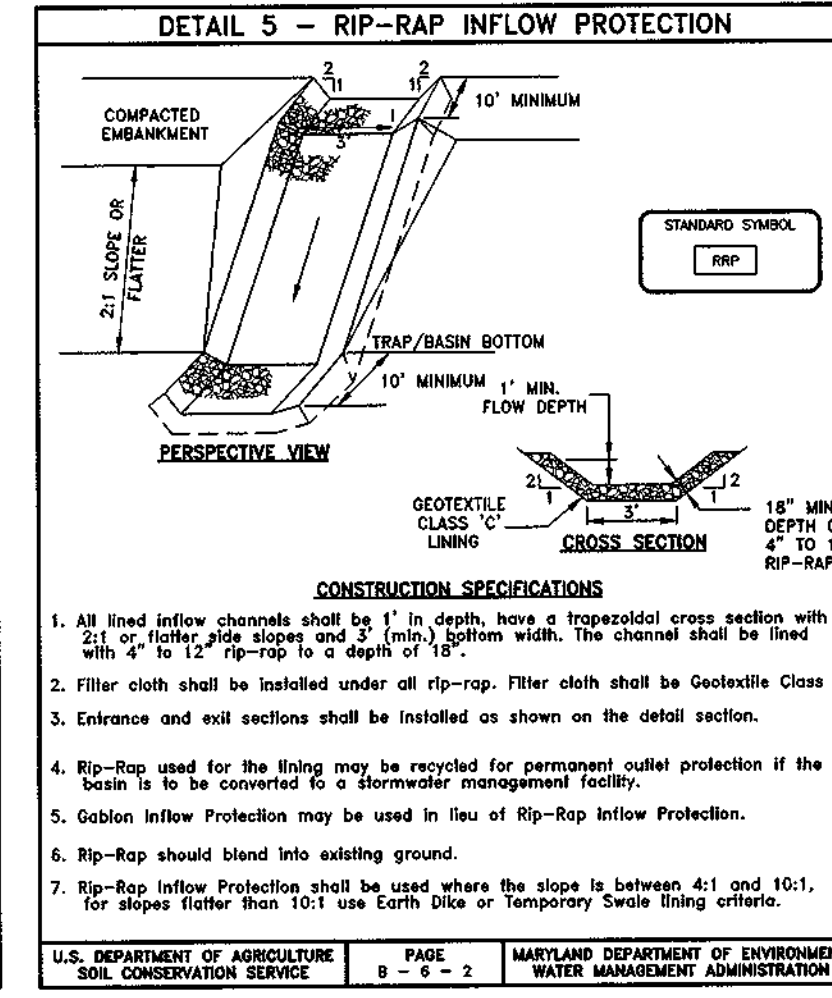 DETAIL 5 – RIP–RAP INFLOW PROTECTION
2
1
2
1
10' MINIMUM
COMPACTED
EMBANKMENT
3'
2:1 SLOPE OR
FLATTER
STANDARD SYMBOL
RRP
TRAP/BASIN BOTTOM
10' MINIMUM
PERSPECTIVE VIEW
1' MIN.
FLOW DEPTH
2
1
3'
2
1
GEOTEXTILE
CLASS 'C'
LINING
CROSS SECTION
18" MIN
DEPTH
4" TO
RIP–RAP
CONSTRUCTION SPECIFICATIONS
1. All lined inflow channels shall be 1' in depth, have a trapezoidal cross section with
2:1 or flatter side slopes and 3' (min.) bottom width. The channel shall be lined
with 4" to 12" rip–rap to a depth of 18".
2. Filter cloth shall be installed under all rip–rap. Filter cloth shall be Geotextile Class
3. Entrance and exit sections shall be installed as shown on the detail section.
4. Rip–Rap used for the lining may be recycled for permanent outlet protection if the
basin is to be converted to a stormwater management facility.
5. Gabion Inflow Protection may be used in lieu of Rip–Rap Inflow Protection.
6. Rip–Rap should blend into existing ground.
7. Rip–Rap Inflow Protection shall be used where the slope is between 4:1 and 10:1,
for slopes flatter than 10:1 use Earth Dike or Temporary Swale lining criteria.
U.S. DEPARTMENT OF AGRICULTURE
SOIL CONSERVATION SERVICE
PAGE
B – 6 – 2
MARYLAND DEPARTMENT OF ENVIRONME
WATER MANAGEMENT ADMINISTRATION